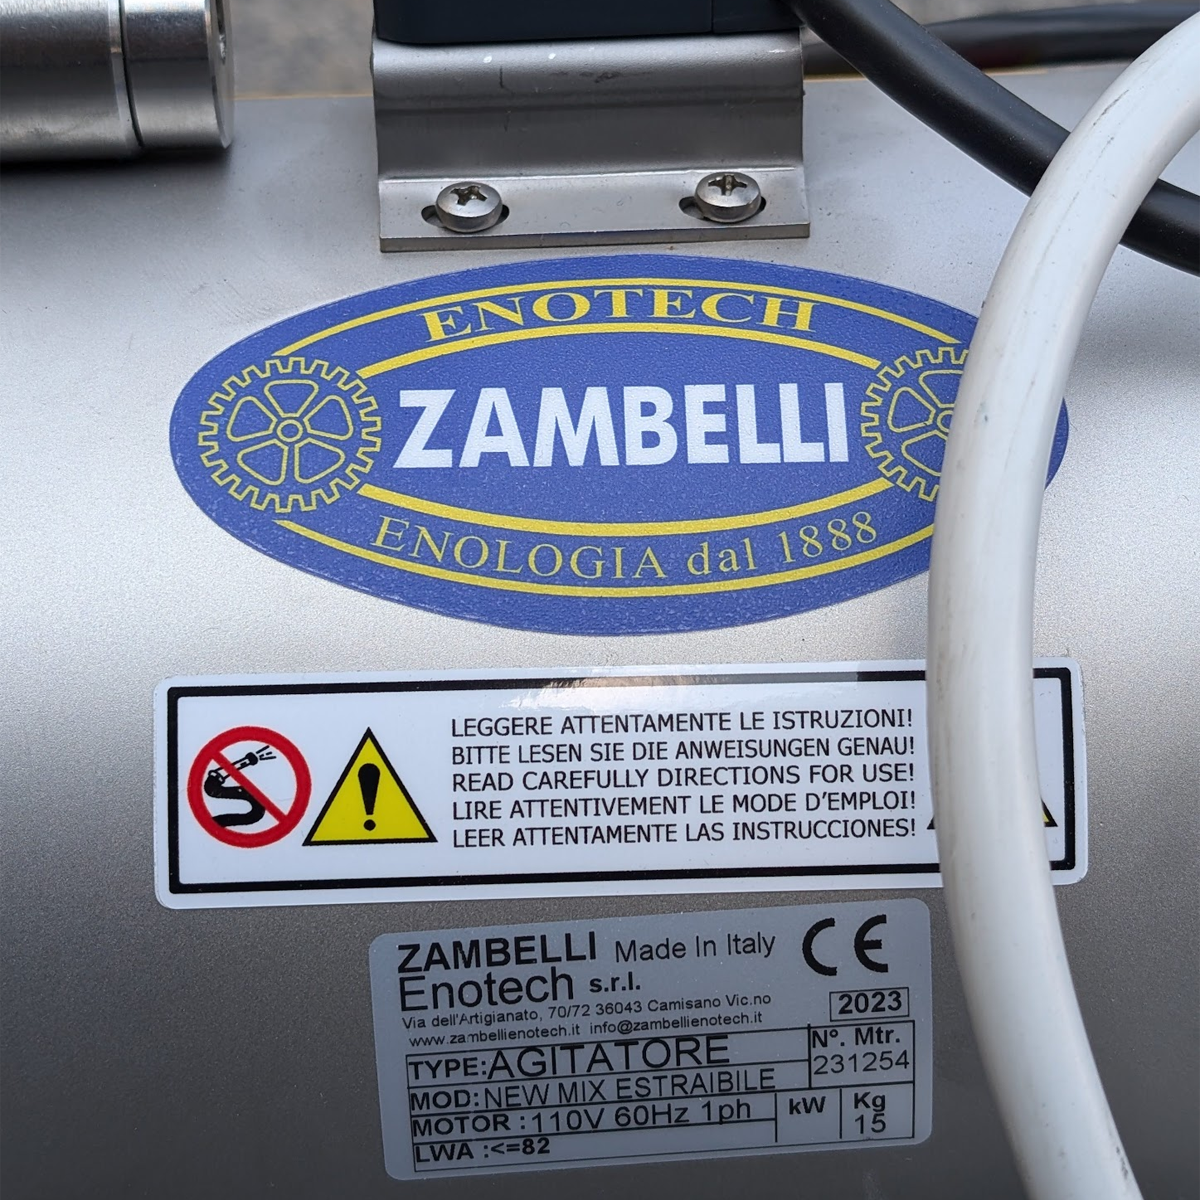 ENOTECH
ZAMBELLI
ENOLOGIA dal 1888
LEGGERE ATTENTAMENTE LE ISTRUZIONI!
BITTE LESEN SIE DIE ANWEISUNGEN GENAU!
READ CAREFULLY DIRECTIONS FOR USE!
LIRE ATTENTIVEMENT LE MODE D'EMPLOI!
LEER ATTENTAMENTE LAS INSTRUCCIONES!
ZAMBELLI Made In Italy CE
Enotech s.r.l.
Via dell'Artigianato, 70/72 36043 Camisano Vic.no
2023
www.zambellienotech.it info@zambellienotech.it
TYPE: AGITATORE Nº. Mtr.
231254
MOD: NEW MIX ESTRAIBILE
MOTOR : 110V 60Hz 1ph kW Kg
15
LWA :<=82